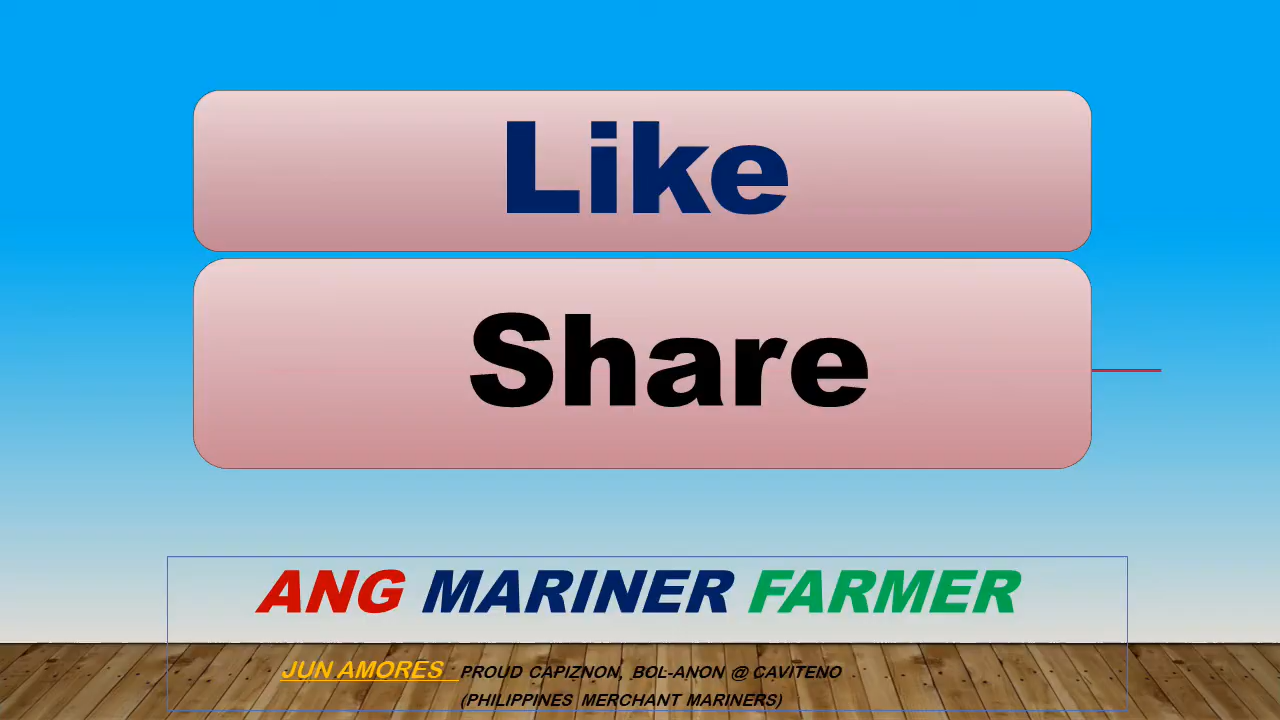 Like
Share
ANG MARINER FARMER
JUN AMORES PROUD CAPIZNON, BOL-ANON @ CAVITENO
(PHILIPPINES MERCHANT MARINERS)